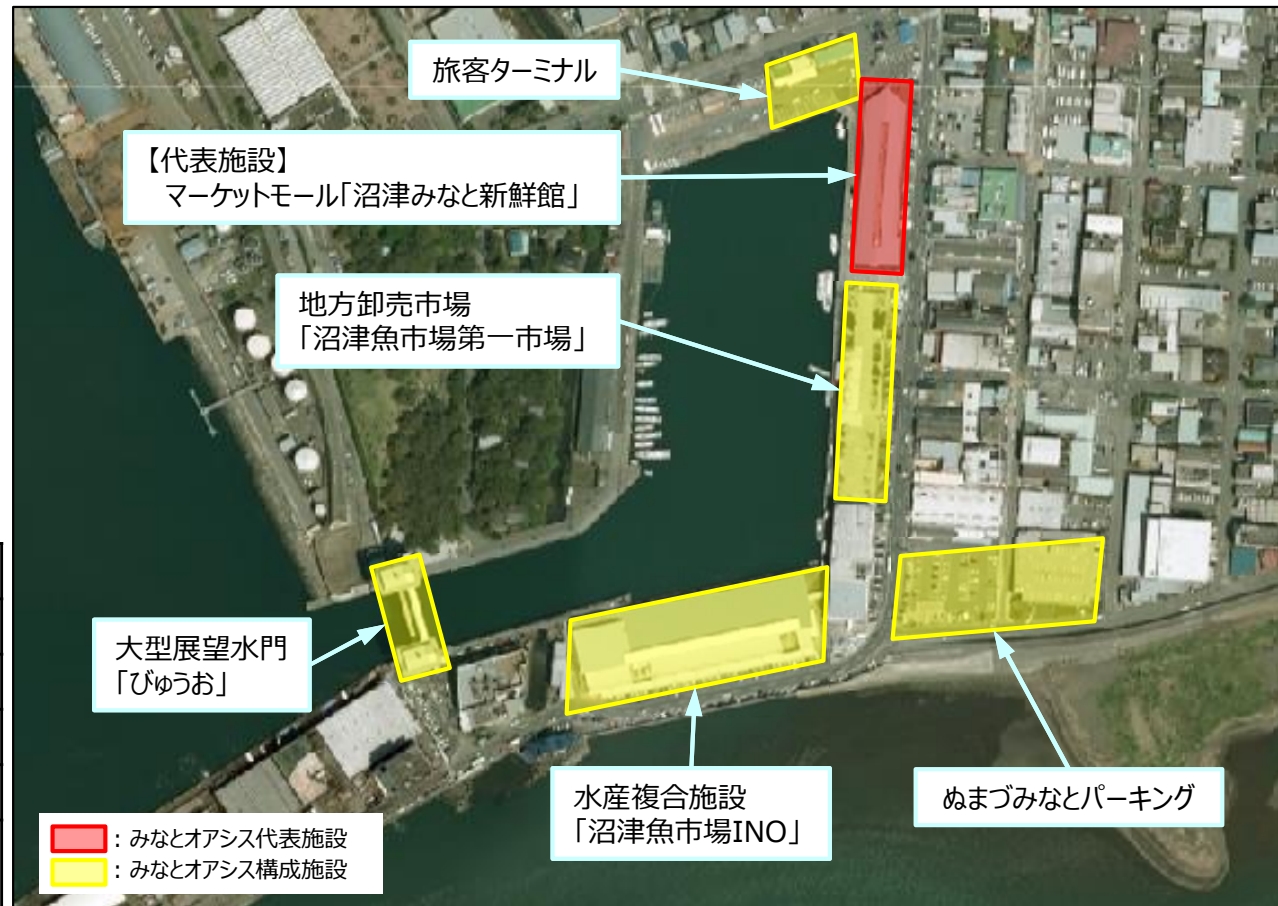 旅客ターミナル
【代表施設】
マーケットモール「沼津みなと新鮮館」
地方卸売市場
「沼津魚市場第一市場」
大型展望水門
「びゅうお」
水産複合施設
「沼津魚市場INO」
ぬまづみなとパーキング
：みなとオアシス代表施設
：みなとオアシス構成施設